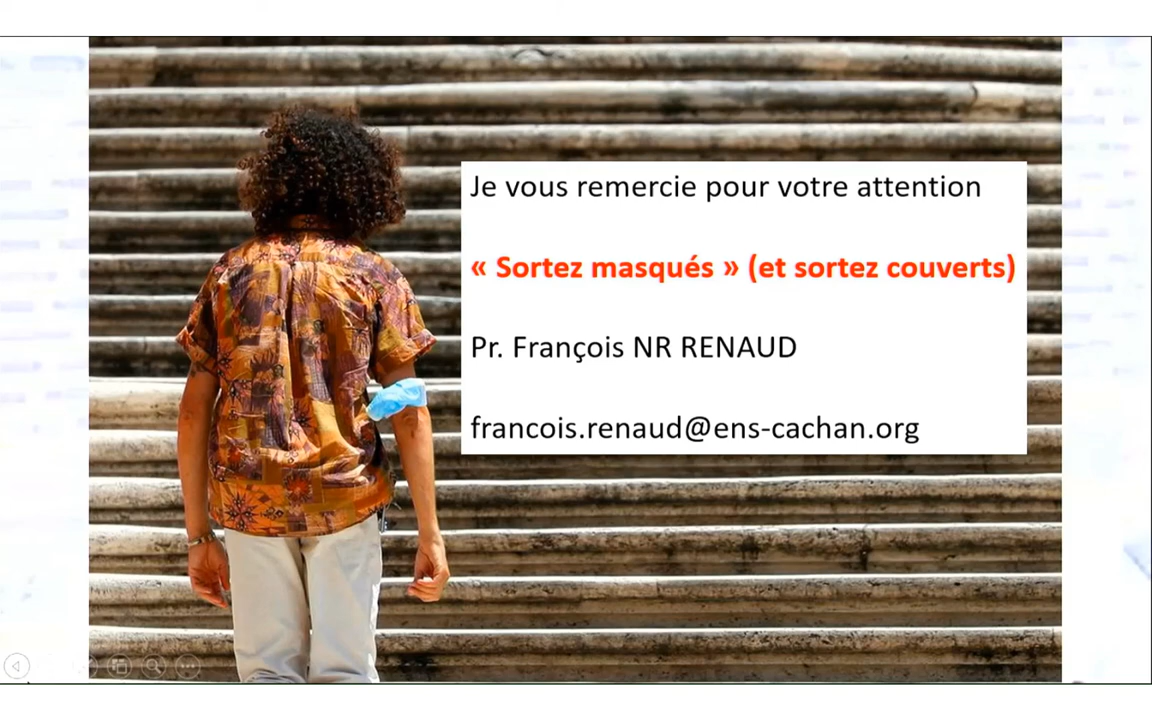 Je vous remercie pour votre attention
« Sortez masqués » (et sortez couverts)
Pr. François NR RENAUD
francois.renaud@ens-cachan.org